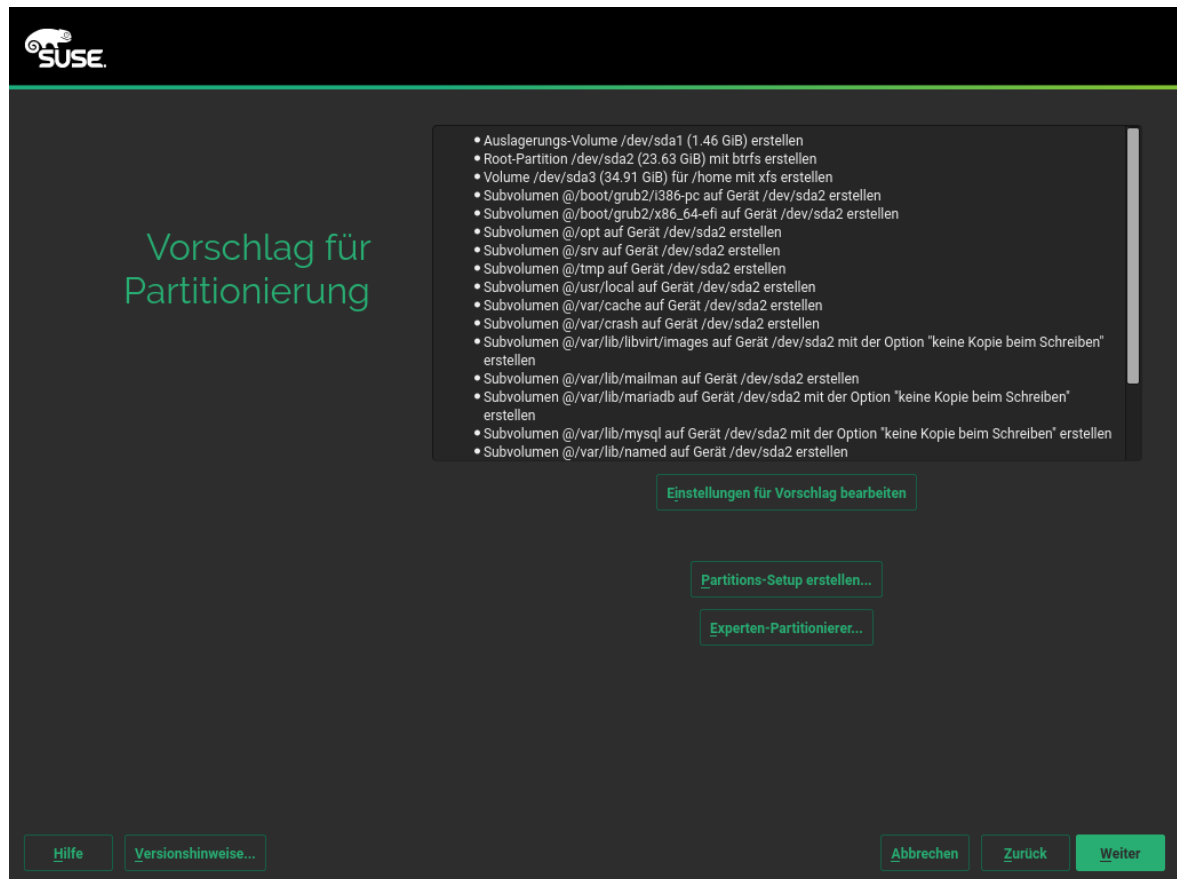 SUSE.
Vorschlag für
Partitionierung
• Auslagerungs-Volume /dev/sda1 (1.46 GiB) erstellen
• Root-Partition /dev/sda2 (23.63 GiB) mit btrfs erstellen
• Volume /dev/sda3 (34.91 GiB) für /home mit xfs erstellen
• Subvolumen @/boot/grub2/i386-pc auf Gerät /dev/sda2 erstellen
• Subvolumen @/boot/grub2/x86_64-efi auf Gerät /dev/sda2 erstellen
• Subvolumen @/opt auf Gerät /dev/sda2 erstellen
• Subvolumen @/srv auf Gerät /dev/sda2 erstellen
• Subvolumen @/tmp auf Gerät /dev/sda2 erstellen
• Subvolumen @/usr/local auf Gerät /dev/sda2 erstellen
• Subvolumen @/var/cache auf Gerät /dev/sda2 erstellen
• Subvolumen @/var/crash auf Gerät /dev/sda2 erstellen
• Subvolumen @/var/lib/libvirt/images auf Gerät /dev/sda2 mit der Option "keine Kopie beim Schreiben"
erstellen
• Subvolumen @/var/lib/mailman auf Gerät /dev/sda2 erstellen
• Subvolumen @/var/lib/mariadb auf Gerät /dev/sda2 mit der Option "keine Kopie beim Schreiben"
erstellen
• Subvolumen @/var/lib/mysql auf Gerät /dev/sda2 mit der Option "keine Kopie beim Schreiben" erstellen
• Subvolumen @/var/lib/named auf Gerät /dev/sda2 erstellen
Einstellungen für Vorschlag bearbeiten
Partitions-Setup erstellen...
Experten-Partitionierer...
Hilfe
Versionshinweise...
Abbrechen
Zurück
Weiter